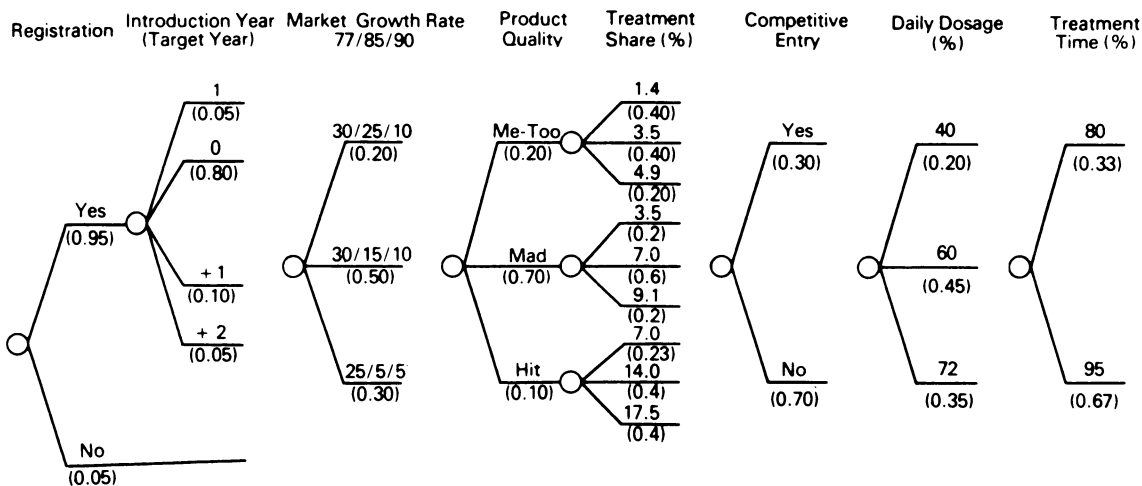 Registration
Introduction Year
(Target Year)
Market Growth Rate
77/85/90
Product
Quality
Treatment
Share (%)
Competitive
Entry
Daily Dosage
(%)
Treatment
Time (%)
Yes
(0.95)
No
(0.05)
1
(0.05)
0
(0.80)
+ 1
(0.10)
+ 2
(0.05)
30/25/10
(0.20)
30/15/10
(0.50)
25/5/5
(0.30)
Me-Too
(0.20)
Mad
(0.70)
Hit
(0.10)
1.4
(0.40)
3.5
(0.40)
4.9
(0.20)
3.5
(0.2)
7.0
(0.6)
9.1
(0.2)
7.0
(0.23)
14.0
(0.4)
17.5
(0.4)
Yes
(0.30)
No
(0.70)
40
(0.20)
60
(0.45)
72
(0.35)
80
(0.33)
95
(0.67)